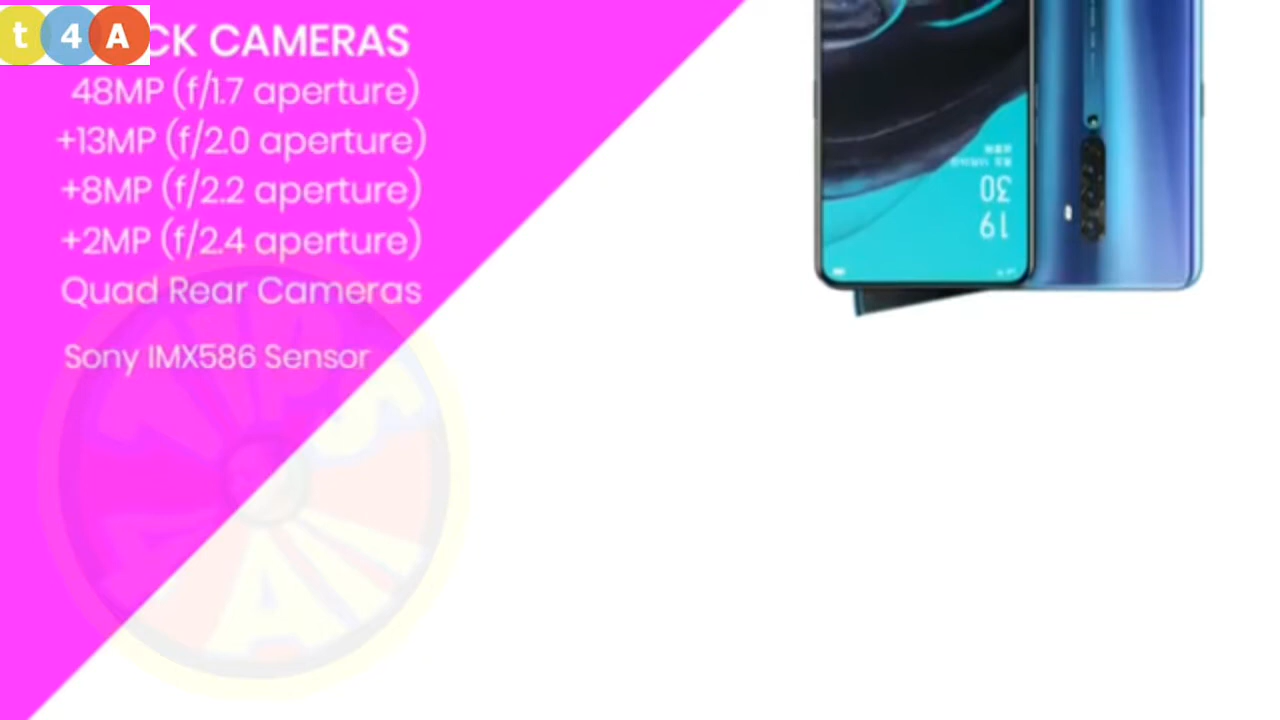 t4A
CK CAMERAS
48MP (f/1.7 aperture)
+13MP (f/2.0 aperture)
+8MP (f/2.2 aperture)
+2MP (f/2.4 aperture)
Quad Rear Cameras
Sony IMX586 Sensor
30
19